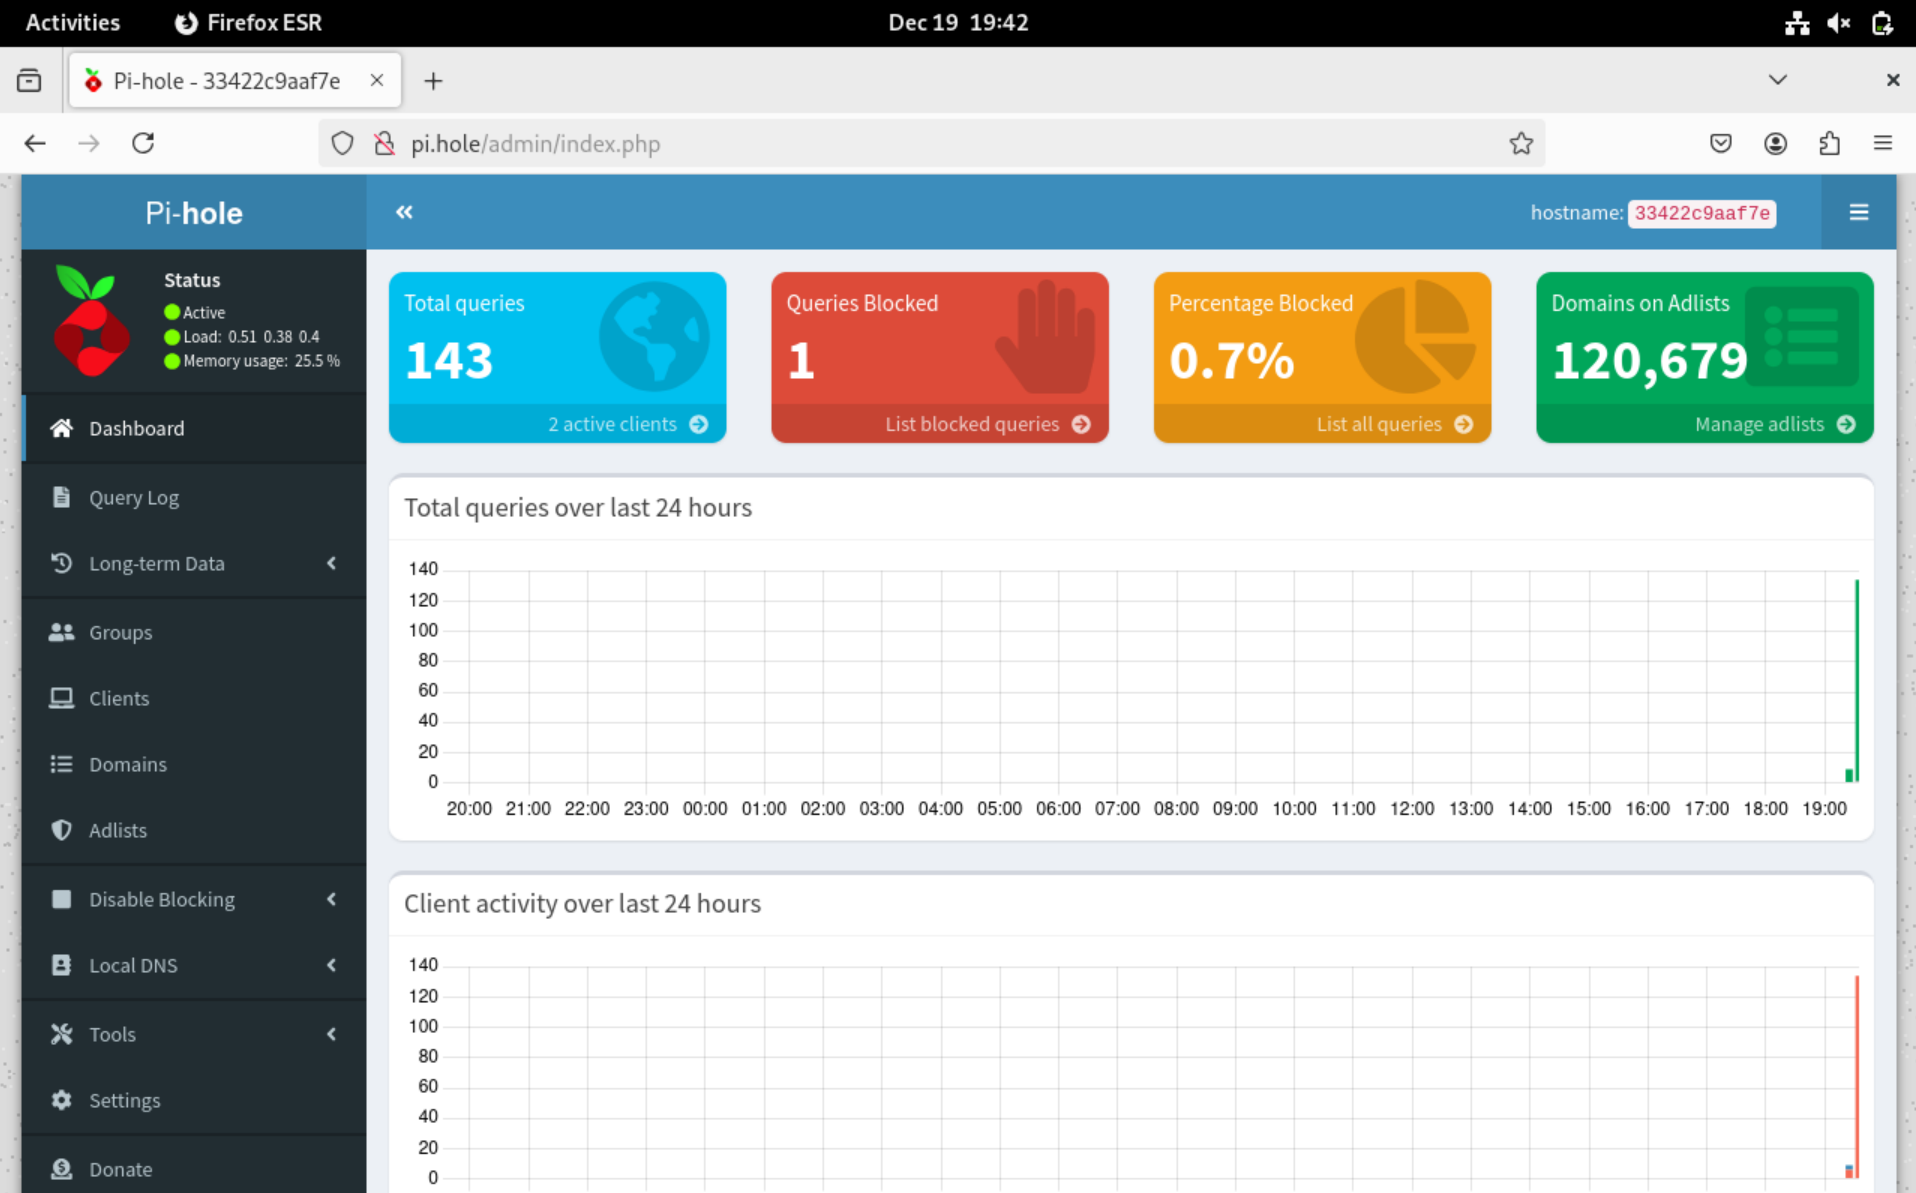 Activities Firefox ESR Dec 19 19:42
Pi-hole - 33422c9aaf7e
pi.hole/admin/index.php
Pi-hole
hostname: 33422c9aaf7e
Status
Active
Load: 0.51 0.38 0.4
Memory usage: 25.5 %
Dashboard
Query Log
Long-term Data
Groups
Clients
Domains
Adlists
Disable Blocking
Local DNS
Tools
Settings
Donate
Total queries
143
2 active clients
Queries Blocked
1
List blocked queries
Percentage Blocked
0.7%
List all queries
Domains on Adlists
120,679
Manage adlists
Total queries over last 24 hours
140
120
100
80
60
40
20
0
20:00 21:00 22:00 23:00 00:00 01:00 02:00 03:00 04:00 05:00 06:00 07:00 08:00 09:00 10:00 11:00 12:00 13:00 14:00 15:00 16:00 17:00 18:00 19:00
Client activity over last 24 hours
140
120
100
80
60
40
20
0